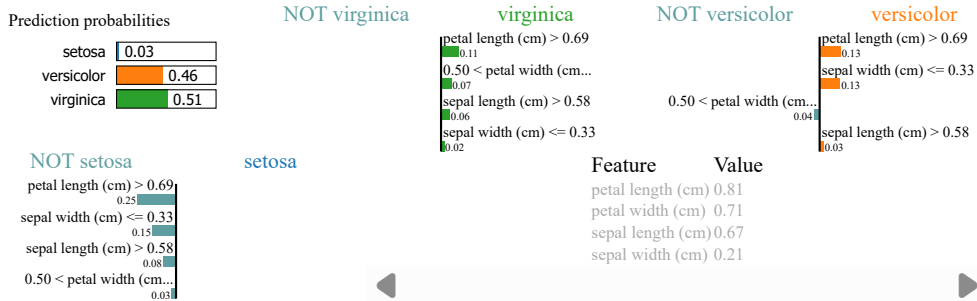 Prediction probabilities
setosa 0.03
versicolor 0.46
virginica 0.51
NOT virginica virginica
petal length (cm) > 0.69
0.11
0.50 < petal width (cm...
0.07
sepal length (cm) > 0.58
0.06
sepal width (cm) <= 0.33
0.02
NOT versicolor versicolor
petal length (cm) > 0.69
0.13
sepal width (cm) <= 0.33
0.13
0.50 < petal width (cm...
0.04
sepal length (cm) > 0.58
0.03
NOT setosa setosa
petal length (cm) > 0.69
0.25
sepal width (cm) <= 0.33
0.15
sepal length (cm) > 0.58
0.08
0.50 < petal width (cm...
0.03
Feature Value
petal length (cm) 0.81
petal width (cm) 0.71
sepal length (cm) 0.67
sepal width (cm) 0.21